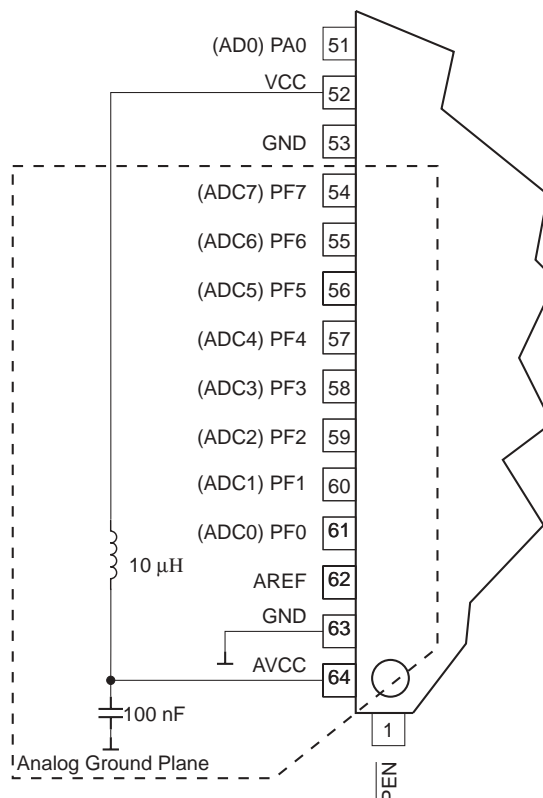 (AD0) PA0 51
VCC 52
GND 53
(ADC7) PF7 54
(ADC6) PF6 55
(ADC5) PF5 56
(ADC4) PF4 57
(ADC3) PF3 58
(ADC2) PF2 59
(ADC1) PF1 60
(ADC0) PF0 61
10 μH
AREF 62
GND 63
AVCC 64
100 nF
1
Analog Ground Plane
PEN